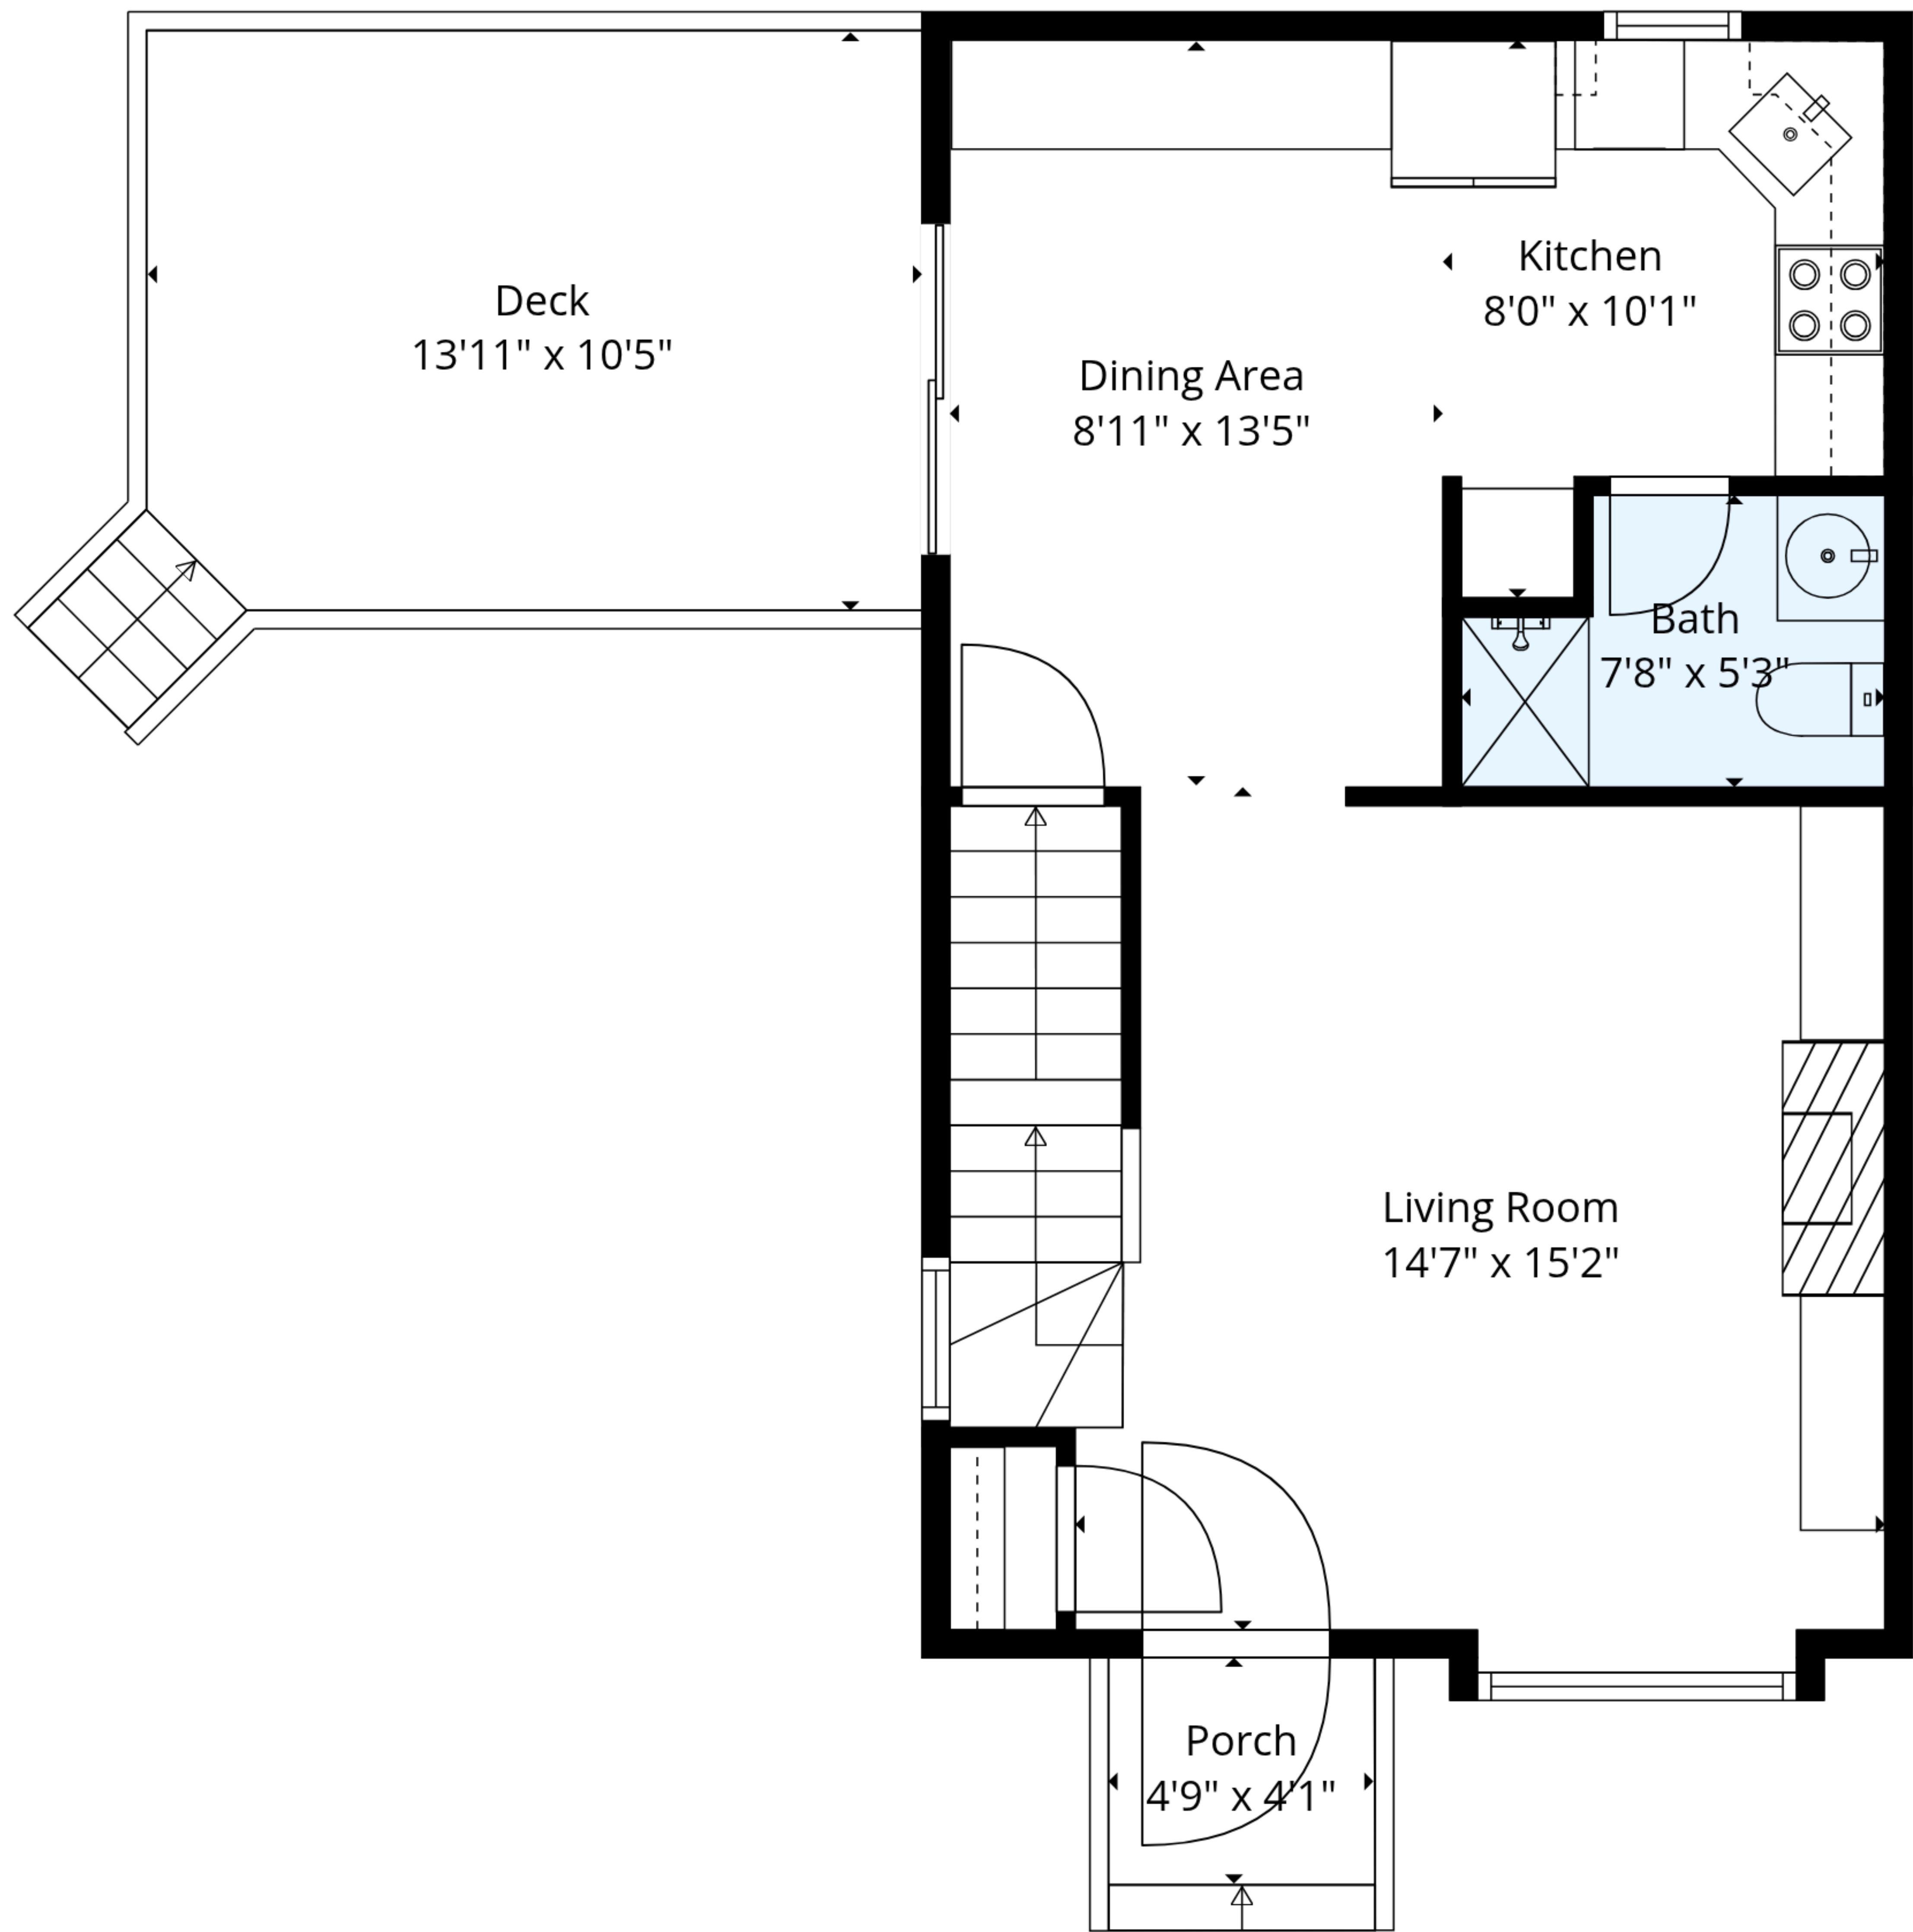 Deck
13'11" x 10'5"
Kitchen
8'0" x 10'1"
Dining Area
8'11" x 13'5"
Bath
7'8" x 5'3"
Living Room
14'7" x 15'2"
Porch
4'9" x 4'1"